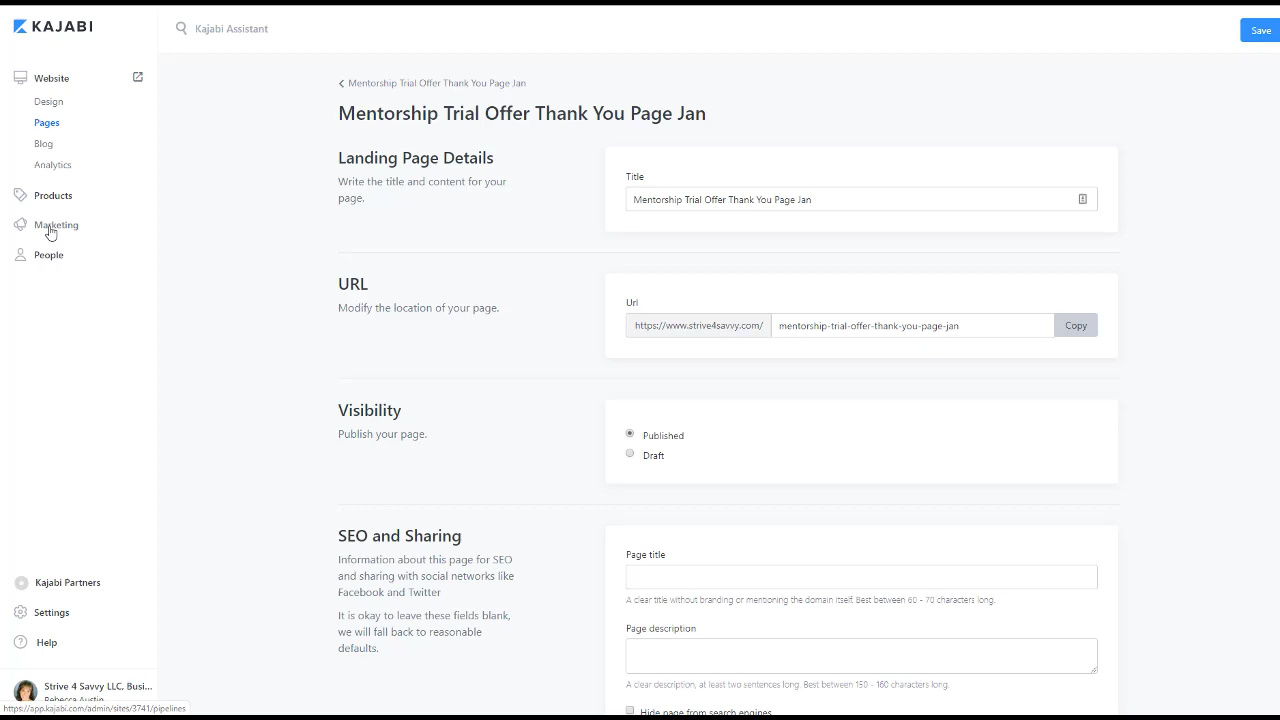 KAJABI
Kajabi Assistant
Save
Website
Design
Pages
Blog
Analytics
Products
Marketing
People
Mentorship Trial Offer Thank You Page Jan
Mentorship Trial Offer Thank You Page Jan
Landing Page Details
Write the title and content for your
page.
Title
Mentorship Trial Offer Thank You Page Jan
URL
Modify the location of your page.
Url
https://www.strive4savvy.com/
mentorship-trial-offer-thank-you-page-jan
Copy
Visibility
Publish your page.
Published
Draft
SEO and Sharing
Information about this page for SEO
and sharing with social networks like
Facebook and Twitter
It is okay to leave these fields blank,
we will fall back to reasonable
defaults.
Page title
A clear title without branding or mentioning the domain itself. Best between 60 - 70 characters long.
Page description
A clear description, at least two sentences long. Best between 150 - 160 characters long.
Hide page from search engines
Kajabi Partners
Settings
Help
Strive 4 Savvy LLC, Busi...
Rebecca Austin
https://app.kajabi.com/admin/sites/3741/pipelines